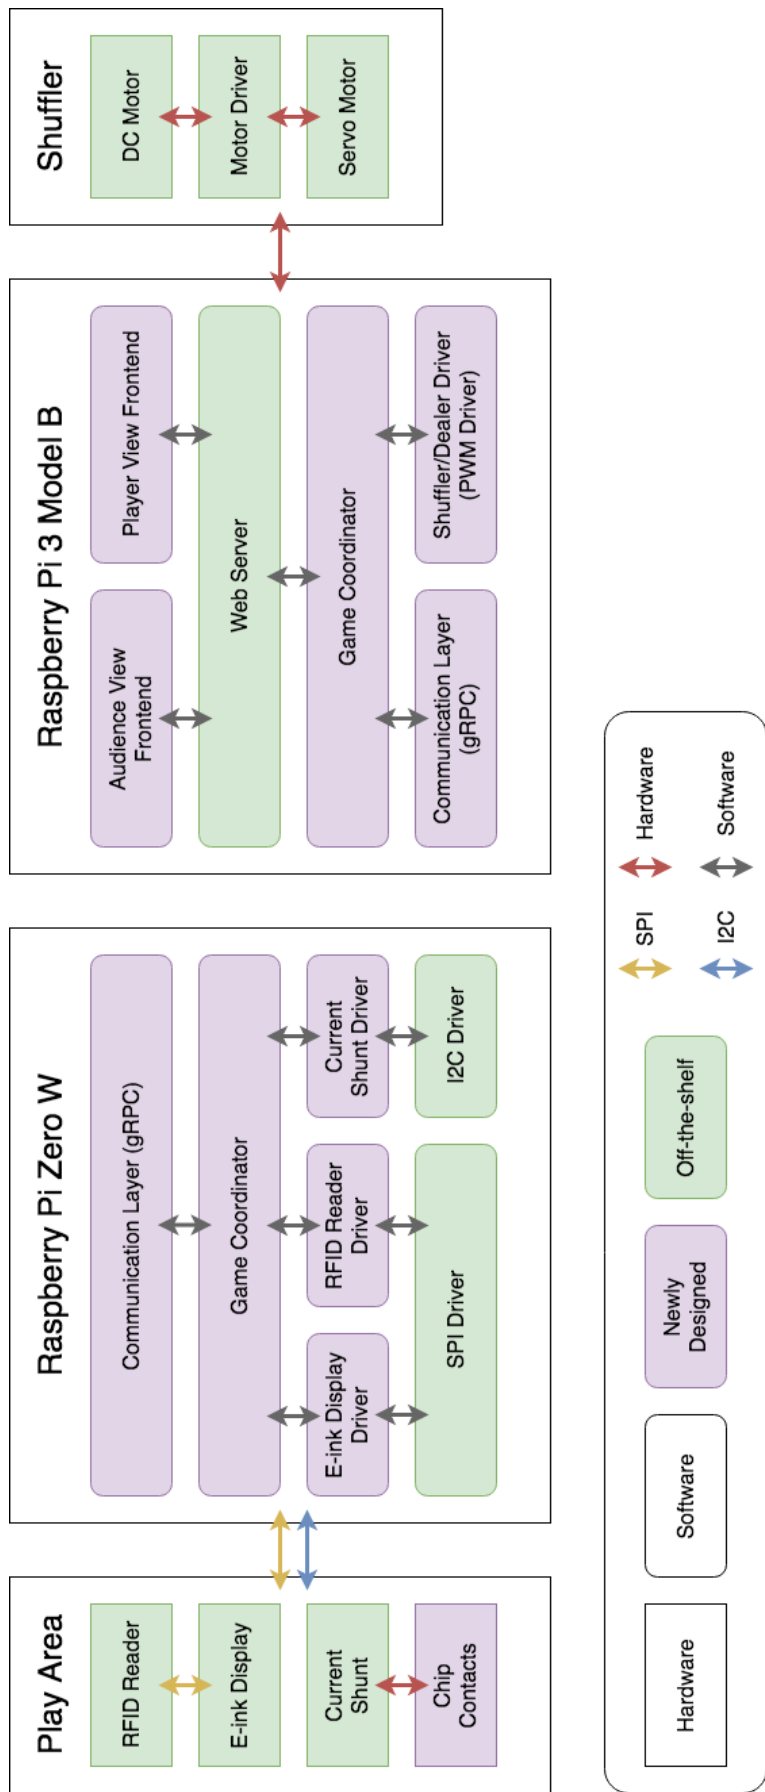 Play Area
RFID Reader
E-ink Display
Current
Shunt
Chip
Contacts
Raspberry Pi Zero W
Communication Layer (gRPC)
Game Coordinator
E-ink Display
Driver
RFID Reader
Driver
Current
Shunt Driver
SPI Driver
I2C Driver
Raspberry Pi 3 Model B
Audience View
Frontend
Player View Frontend
Web Server
Game Coordinator
Communication Layer
(gRPC)
Shuffler/Dealer Driver
(PWM Driver)
Shuffler
DC Motor
Motor Driver
Servo Motor
Hardware
Software
Newly
Designed
Off-the-shelf
SPI
Hardware
I2C
Software